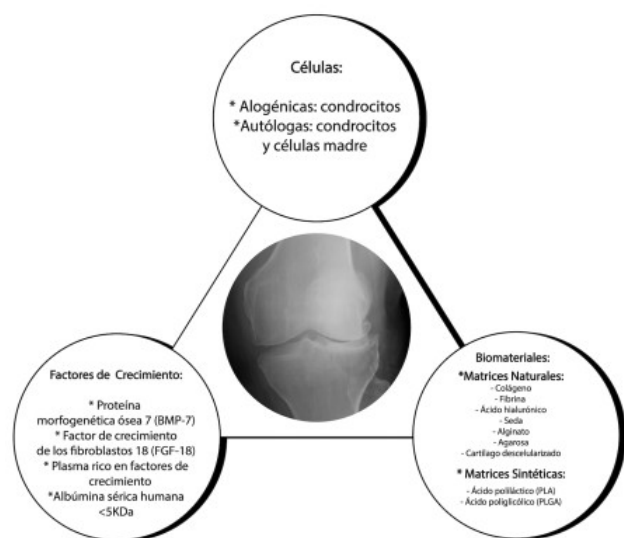 Células:
* Alogénicas: condrocitos
*Autólogas: condrocitos
y células madre
Factores de Crecimiento:
* Proteína
morfogenética ósea 7 (BMP-7)
* Factor de crecimiento
de los fibroblastos 18 (FGF-18)
* Plasma rico en factores de
crecimiento
*Albúmina sérica humana
<5KDa
Biomateriales:
*Matrices Naturales:
- Colágeno
- Fibrina
- Ácido hialurónico
- Seda
- Alginato
- Agarosa
- Cartílago descelularizado
* Matrices Sintéticas:
- Ácido poliláctico (PLA)
- Ácido poliglicólico (PLGA)